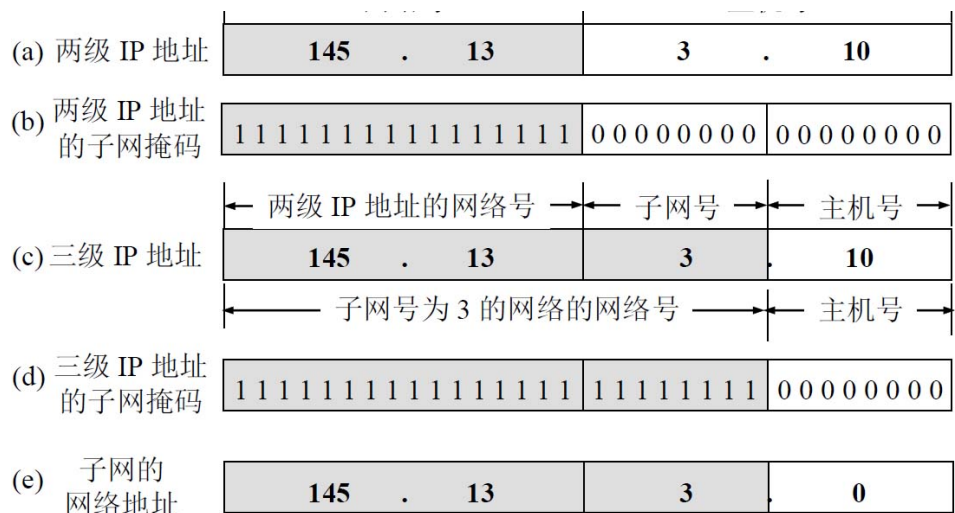 (a) 两级 IP 地址 145 . 13 3 . 10
(b) 两级 IP 地址
的子网掩码
1 1 1 1 1 1 1 1 1 1 1 1 1 1 1 1 0 0 0 0 0 0 0 0 0 0 0 0 0 0 0 0
两级 IP 地址的网络号 子网号 主机号
(c) 三级 IP 地址 145 . 13 3 . 10
子网号为 3 的网络的网络号 主机号
(d) 三级 IP 地址
的子网掩码
1 1 1 1 1 1 1 1 1 1 1 1 1 1 1 1 1 1 1 1 1 1 1 1 0 0 0 0 0 0 0 0
(e) 子网的
网络地址
145 . 13 3 . 0